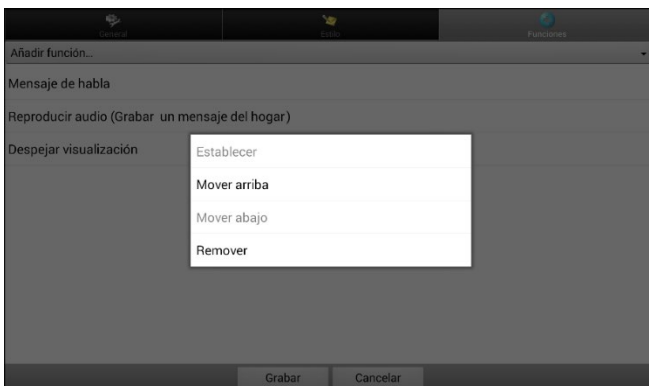 General
Estilo
Funciones
Añadir función...
Mensaje de habla
Reproducir audio (Grabar un mensaje del hogar)
Despejar visualización
Establecer
Mover arriba
Mover abajo
Remover
Grabar
Cancelar